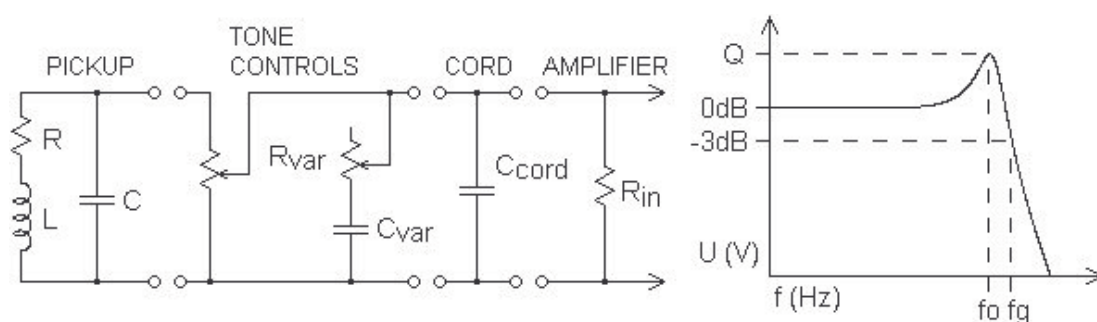 TONE
PICKUP CONTROLS CORD AMPLIFIER
R
L
C
Rvar
Cvar
Ccord
Rin
Q
0dB
-3dB
U (V)
f (Hz)
fo fg